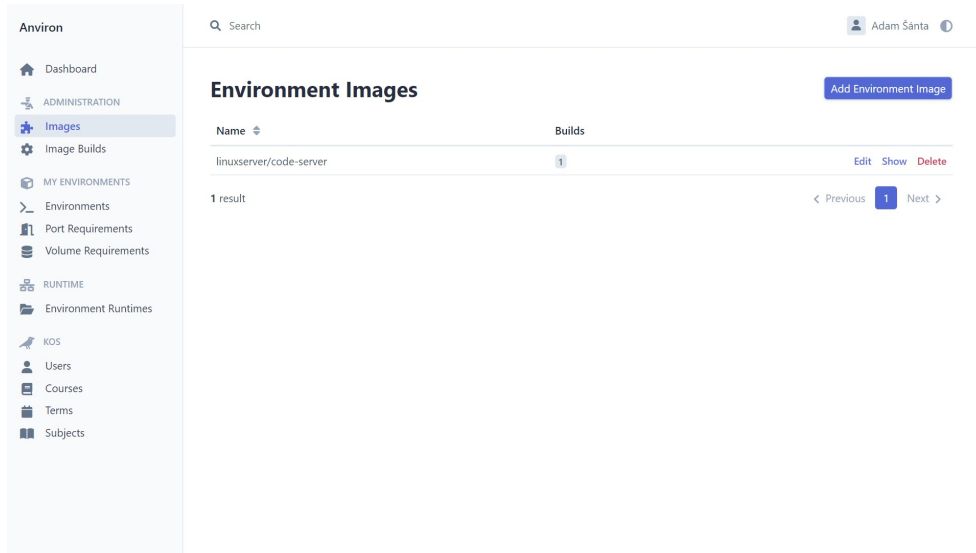 Anviron
Search
Adam Šánta
Dashboard
ADMINISTRATION
Images
Image Builds
MY ENVIRONMENTS
Environments
Port Requirements
Volume Requirements
RUNTIME
Environment Runtimes
KOS
Users
Courses
Terms
Subjects
Environment Images
Add Environment Image
Name Builds
linuxserver/code-server 1 Edit Show Delete
1 result Previous 1 Next